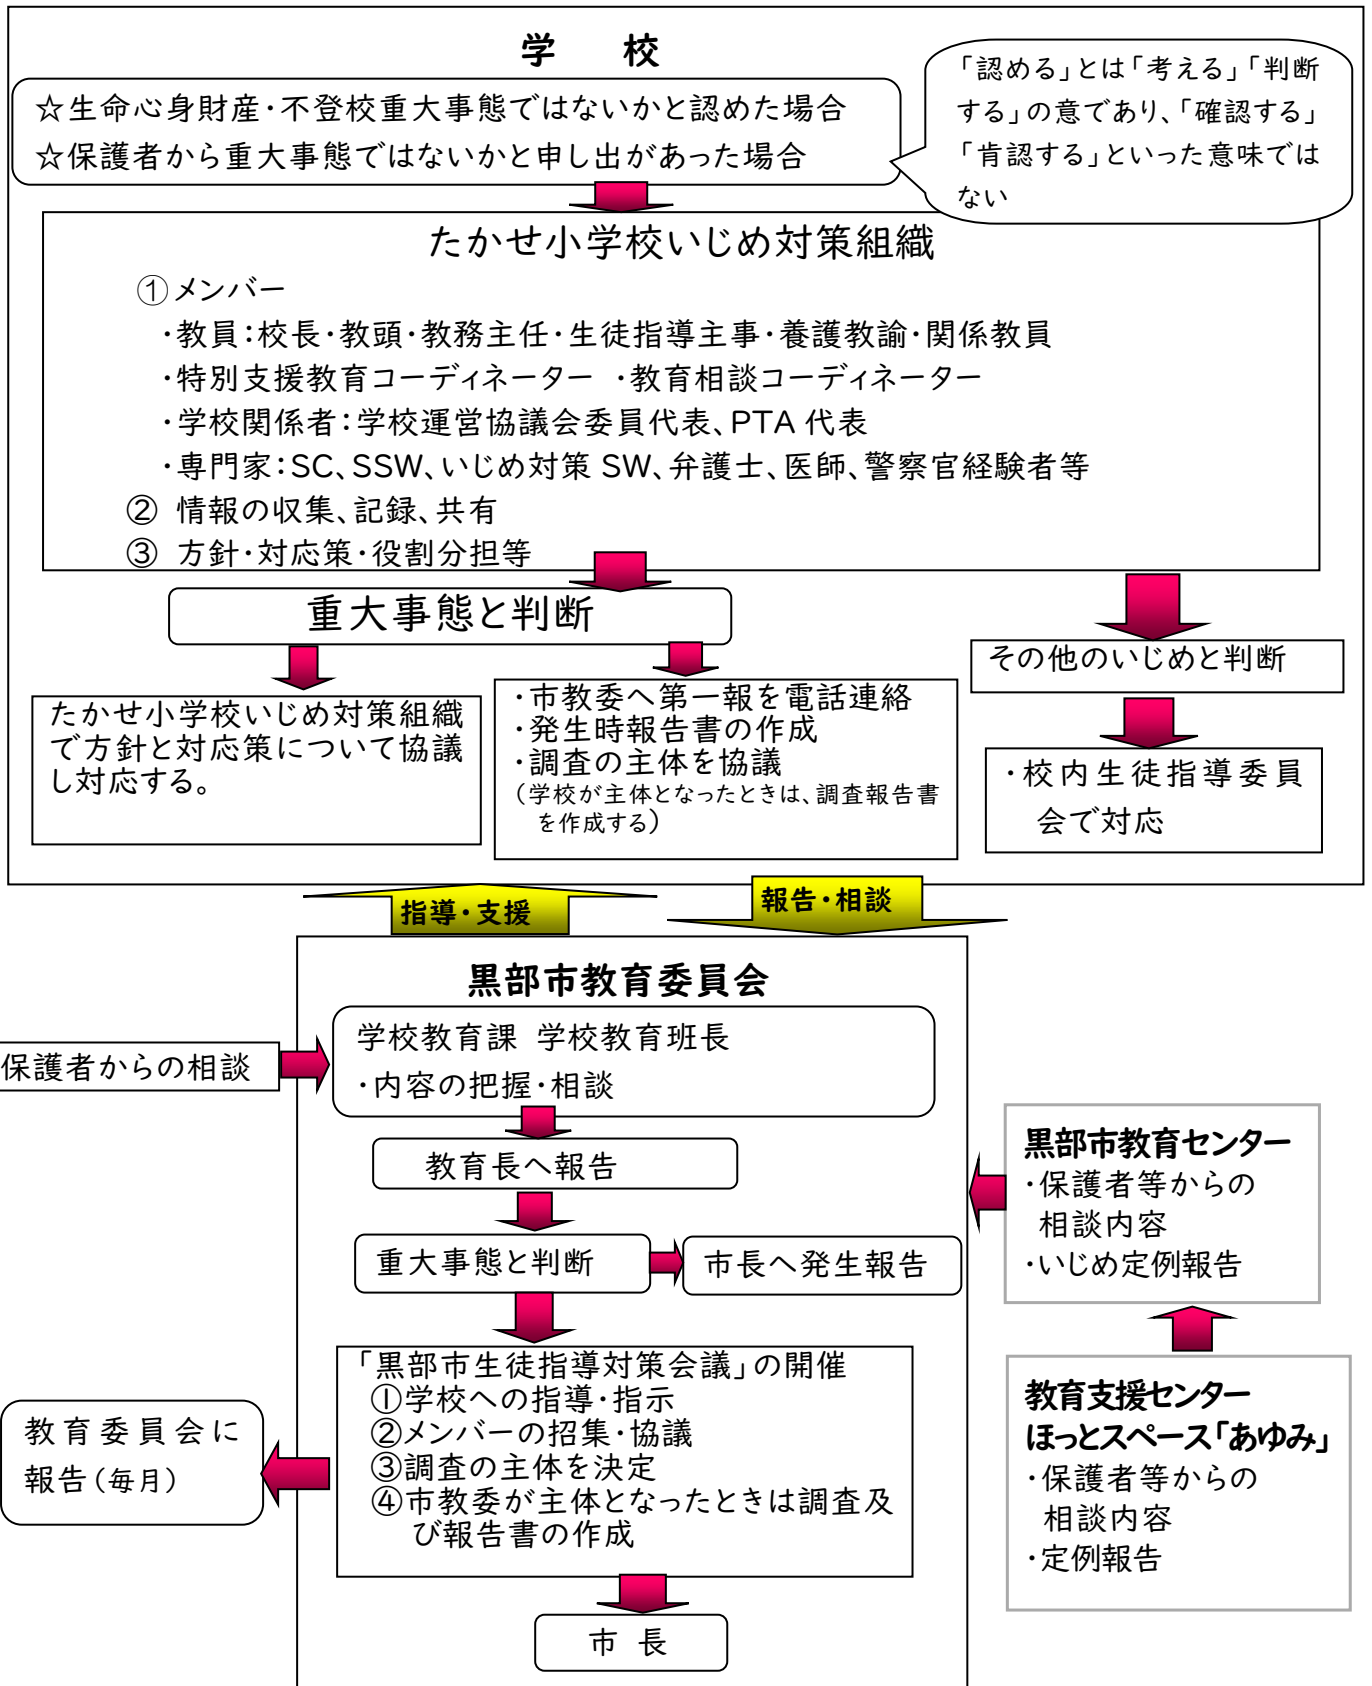 学　校
☆生命心身財産・不登校重大事態ではないかと認めた場合
☆保護者から重大事態ではないかと申し出があった場合
「認める」とは「考える」「判断
する」の意であり、「確認する」
「肯認する」といった意味では
ない
たかせ小学校いじめ対策組織
①メンバー
・教員：校長・教頭・教務主任・生徒指導主事・養護教諭・関係教員
・特別支援教育コーディネーター ・教育相談コーディネーター
・学校関係者：学校運営協議会委員代表、PTA 代表
・専門家：SC、SSW、いじめ対策 SW、弁護士、医師、警察官経験者等
② 情報の収集、記録、共有
③ 方針・対応策・役割分担等
重大事態と判断
たかせ小学校いじめ対策組織
で方針と対応策について協議
し対応する。
・市教委へ第一報を電話連絡
・発生時報告書の作成
・調査の主体を協議
（学校が主体となったときは、調査報告書
を作成する）
その他のいじめと判断
・校内生徒指導委員
会で対応
指導・支援
報告・相談
黒部市教育委員会
学校教育課 学校教育班長
・内容の把握・相談
保護者からの相談
教育長へ報告
重大事態と判断
市長へ発生報告
「黒部市生徒指導対策会議」の開催
①学校への指導・指示
②メンバーの招集・協議
③調査の主体を決定
④市教委が主体となったときは調査及
び報告書の作成
教育委員会に
報告（毎月）
市 長
黒部市教育センター
・保護者等からの
相談内容
・いじめ定例報告
教育支援センター
ほっとスペース「あゆみ」
・保護者等からの
相談内容
・定例報告